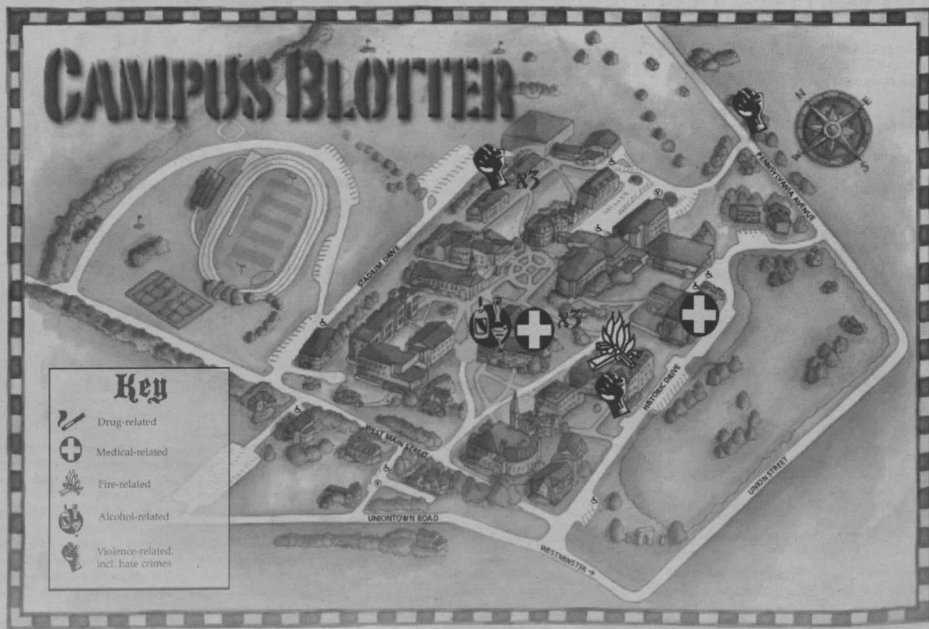 CAMPUS BLOTTER
N
E
S
PENNSYLVANIA AVENUE
x3
STADIUM DRIVE
x3
HISTORIC DRIVE
Key
Drug-related
Medical-related
Fire-related
Alcohol-related
Violence-related,
incl. hate crimes
WEST MAIN STREET
UNION STREET
UNIONTOWN ROAD
WESTMINSTER →